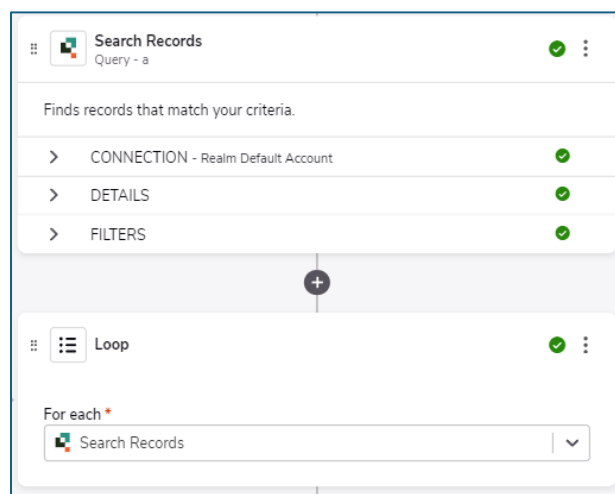 Search Records
Query - a
Finds records that match your criteria.
CONNECTION - Realm Default Account
DETAILS
FILTERS
Loop
For each *
Search Records